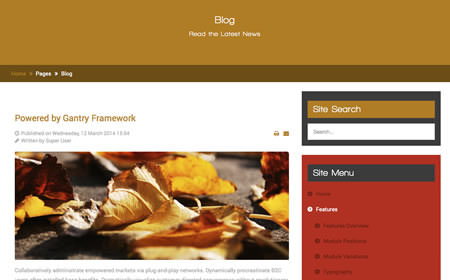 Blog
Read the Latest News
Home » Pages » Blog
Powered by Gantry Framework
Published on Wednesday, 12 March 2014 15:54
Written by Super User
Collaboratively administrate empowered markets via plug-and-play networks. Dynamically procrastinate B2C
Site Search
Search...
Site Menu
Home
Features
Features Overview
Module Positions
Module Variations
Typography